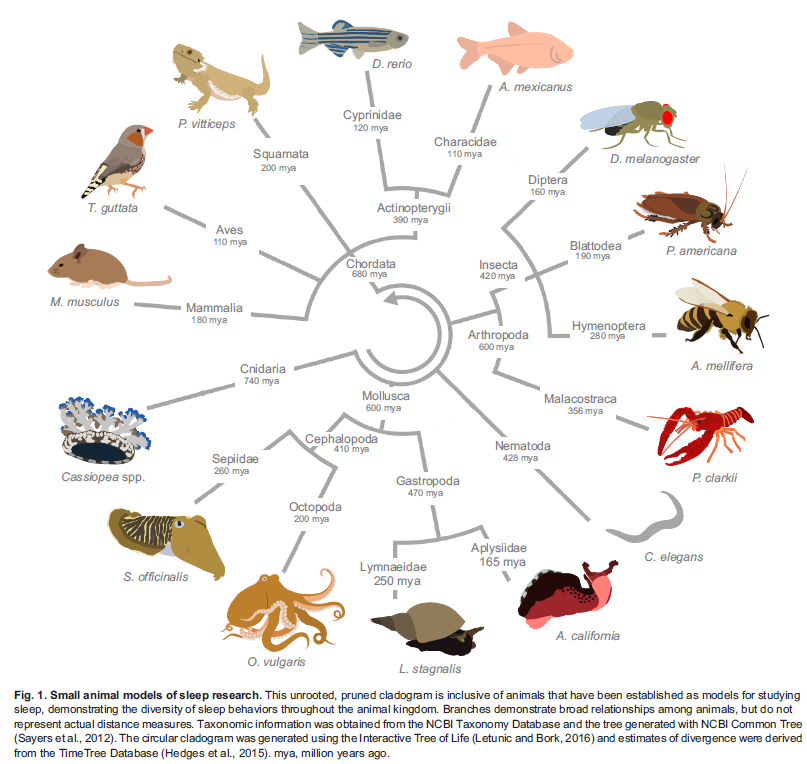 D. rerio
A. mexicanus
P. vitticeps
Cyprinidae
120 mya
Characidae
110 mya
D. melanogaster
Squamata
200 mya
Diptera
160 mya
T. guttata
Actinopterygii
390 mya
Aves
110 mya
Blattodea
190 mya
P. americana
Chordata
680 mya
Insecta
420 mya
M. musculus
Mammalia
180 mya
Arthropoda
600 mya
Hymenoptera
280 mya
A. mellifera
Cnidaria
740 mya
Mollusca
600 mya
Malacostraca
356 mya
Cephalopoda
410 mya
Nematoda
428 mya
Sepiidae
260 mya
Cassiopea spp.
P. clarkii
Gastropoda
470 mya
Octopoda
200 mya
Aplysiidae
165 mya
C. elegans
Lymnaeidae
250 mya
S. officinalis
A. california
O. vulgaris
L. stagnalis
Fig. 1. Small animal models of sleep research. This unrooted, pruned cladogram is inclusive of animals that have been established as models for studying
sleep, demonstrating the diversity of sleep behaviors throughout the animal kingdom. Branches demonstrate broad relationships among animals, but do not
represent actual distance measures. Taxonomic information was obtained from the NCBI Taxonomy Database and the tree generated with NCBI Common Tree
(Sayers et al., 2012). The circular cladogram was generated using the Interactive Tree of Life (Letunic and Bork, 2016) and estimates of divergence were derived
from the TimeTree Database (Hedges et al., 2015). mya, million years ago.